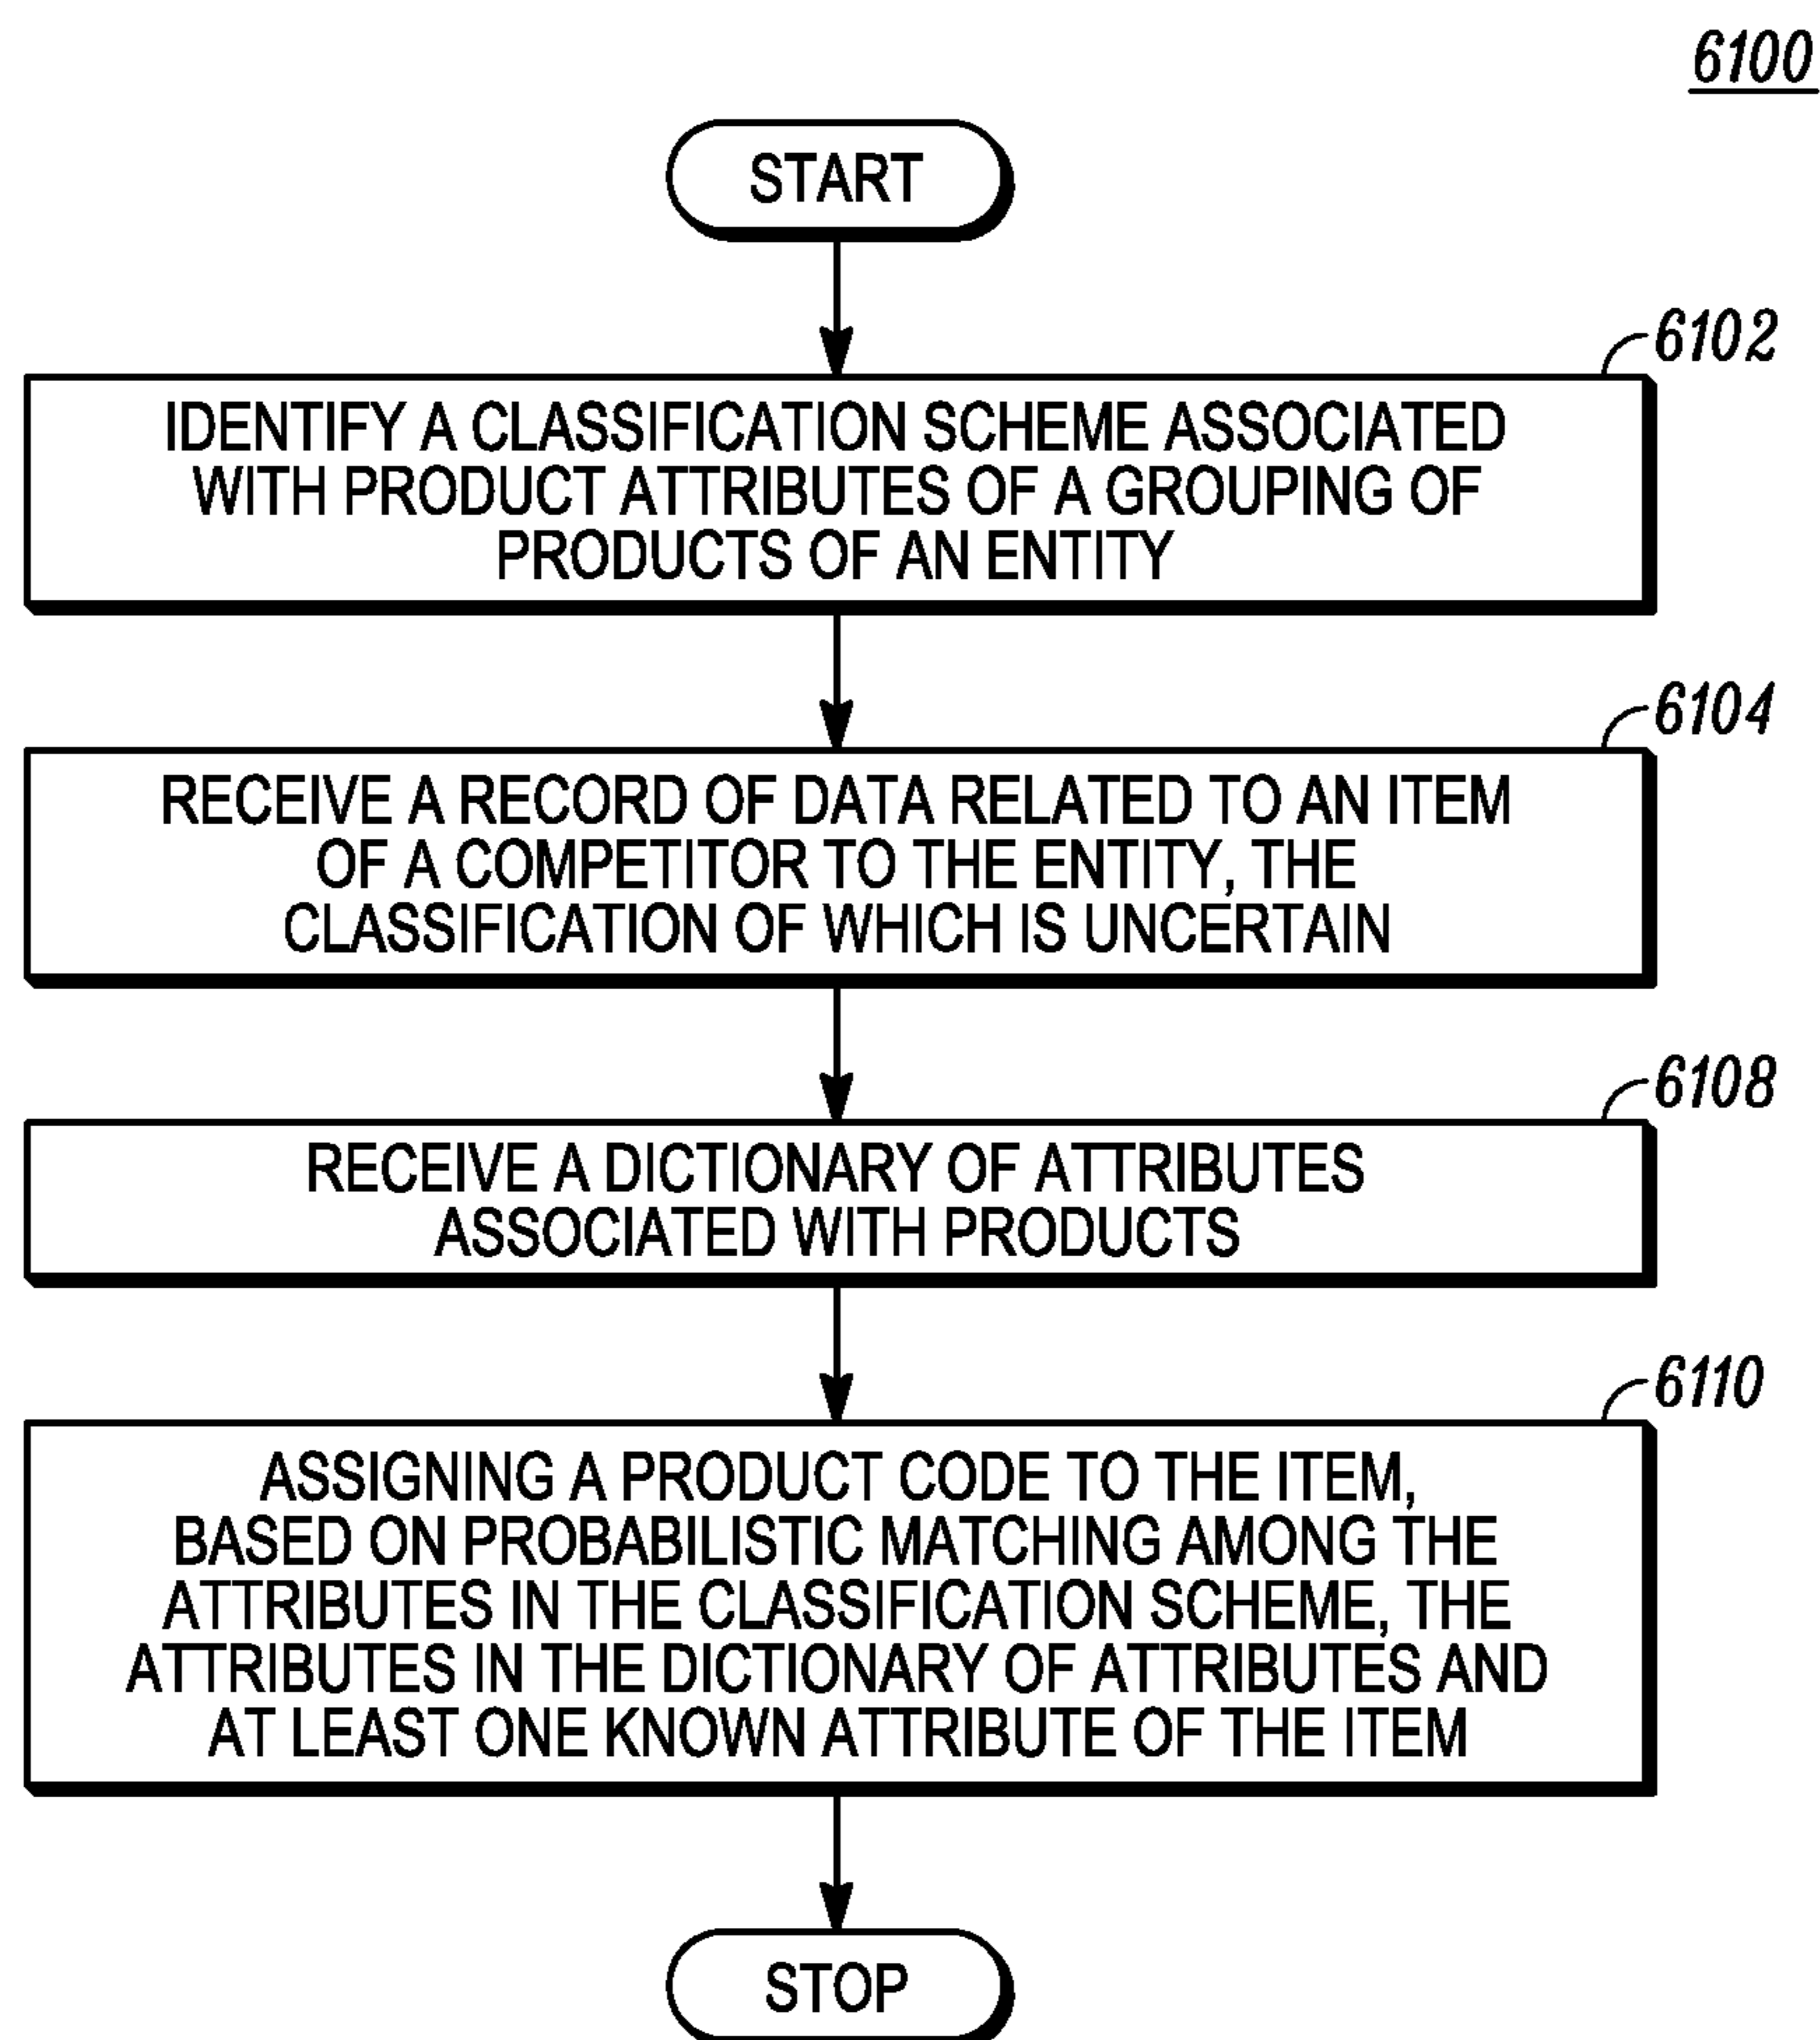 6100
START
6102
IDENTIFY A CLASSIFICATION SCHEME ASSOCIATED
WITH PRODUCT ATTRIBUTES OF A GROUPING OF
PRODUCTS OF AN ENTITY
6104
RECEIVE A RECORD OF DATA RELATED TO AN ITEM
OF A COMPETITOR TO THE ENTITY, THE
CLASSIFICATION OF WHICH IS UNCERTAIN
6108
RECEIVE A DICTIONARY OF ATTRIBUTES
ASSOCIATED WITH PRODUCTS
6110
ASSIGNING A PRODUCT CODE TO THE ITEM,
BASED ON PROBABILISTIC MATCHING AMONG THE
ATTRIBUTES IN THE CLASSIFICATION SCHEME, THE
ATTRIBUTES IN THE DICTIONARY OF ATTRIBUTES AND
AT LEAST ONE KNOWN ATTRIBUTE OF THE ITEM
STOP